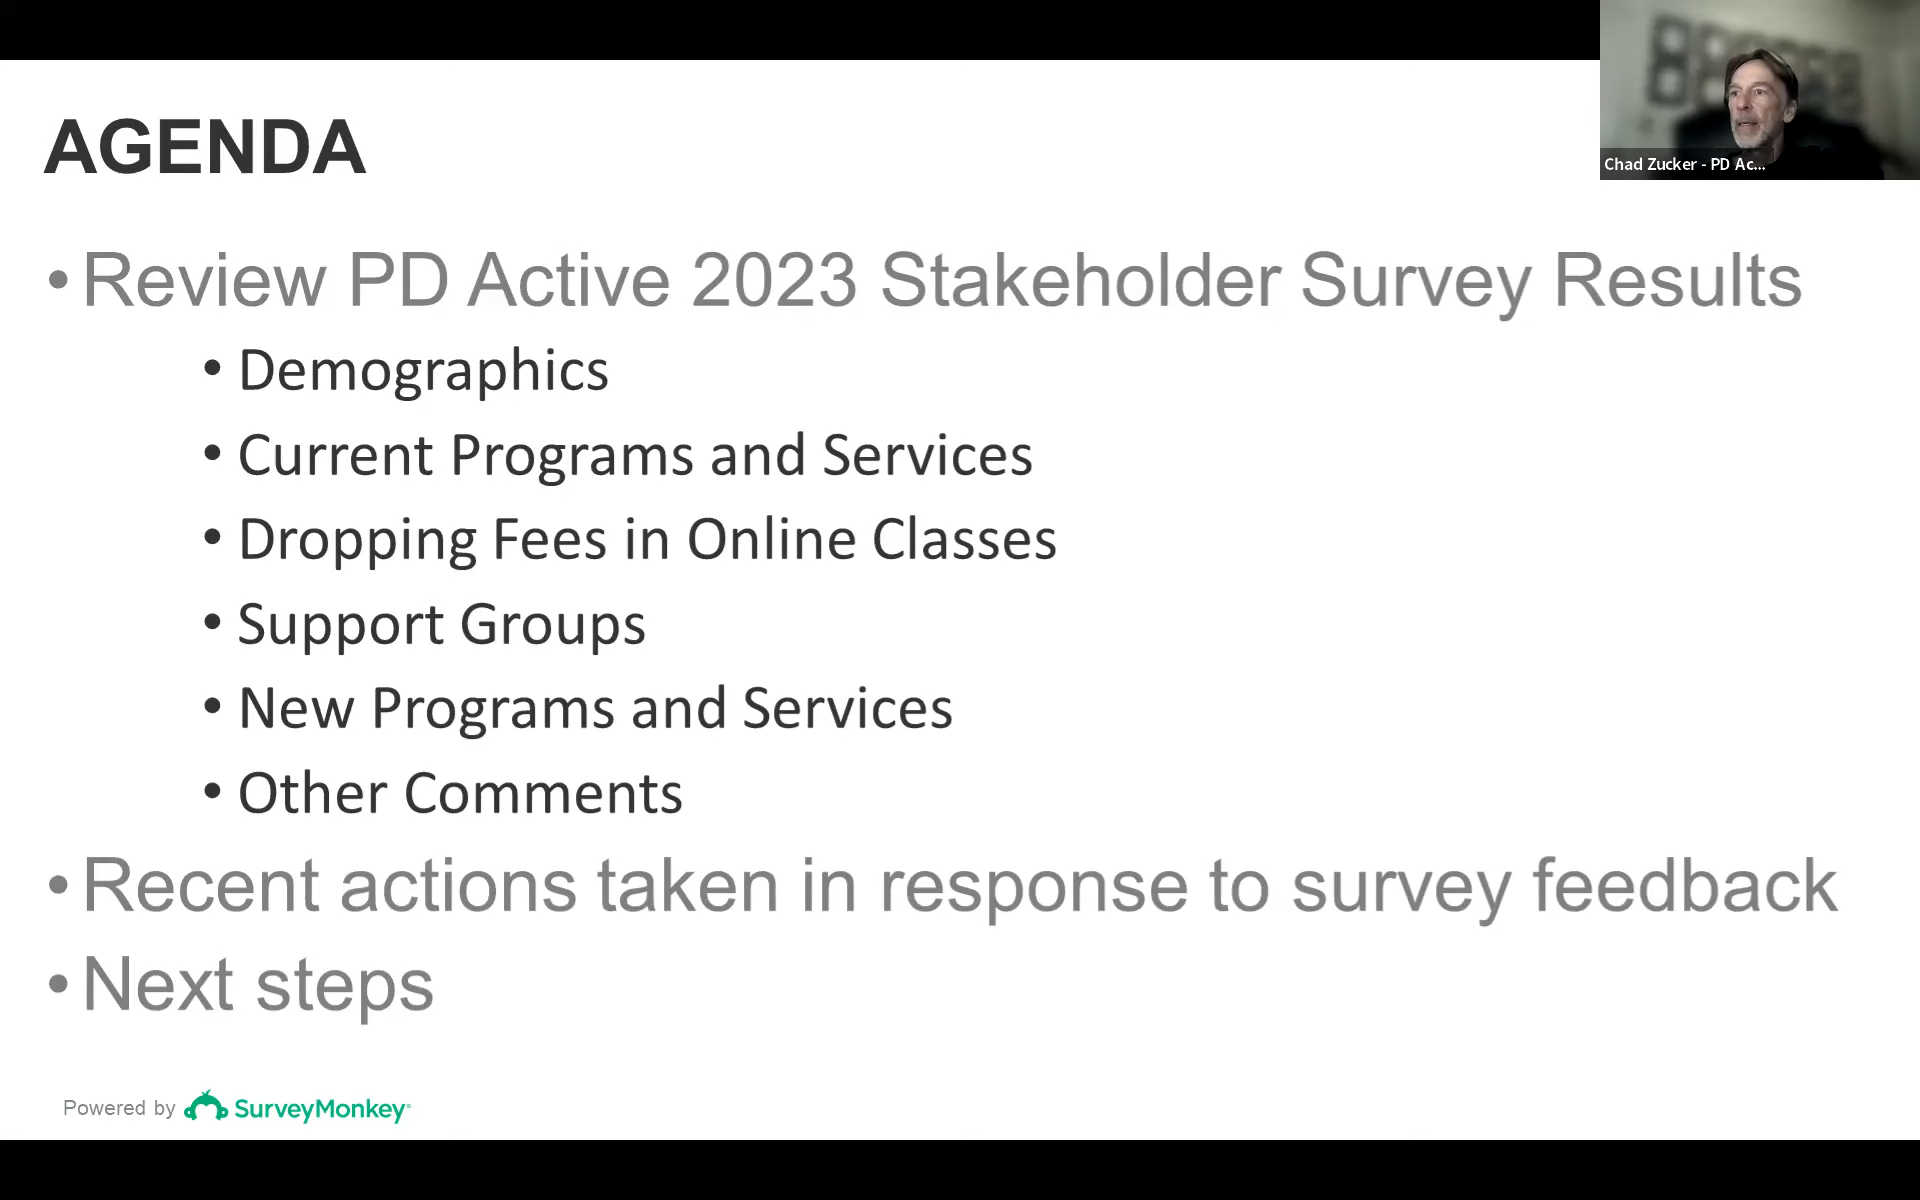 AGENDA
Chad Zucker - PD Ac...
• Review PD Active 2023 Stakeholder Survey Results
• Demographics
• Current Programs and Services
• Dropping Fees in Online Classes
• Support Groups
• New Programs and Services
• Other Comments
• Recent actions taken in response to survey feedback
• Next steps
Powered by SurveyMonkey®